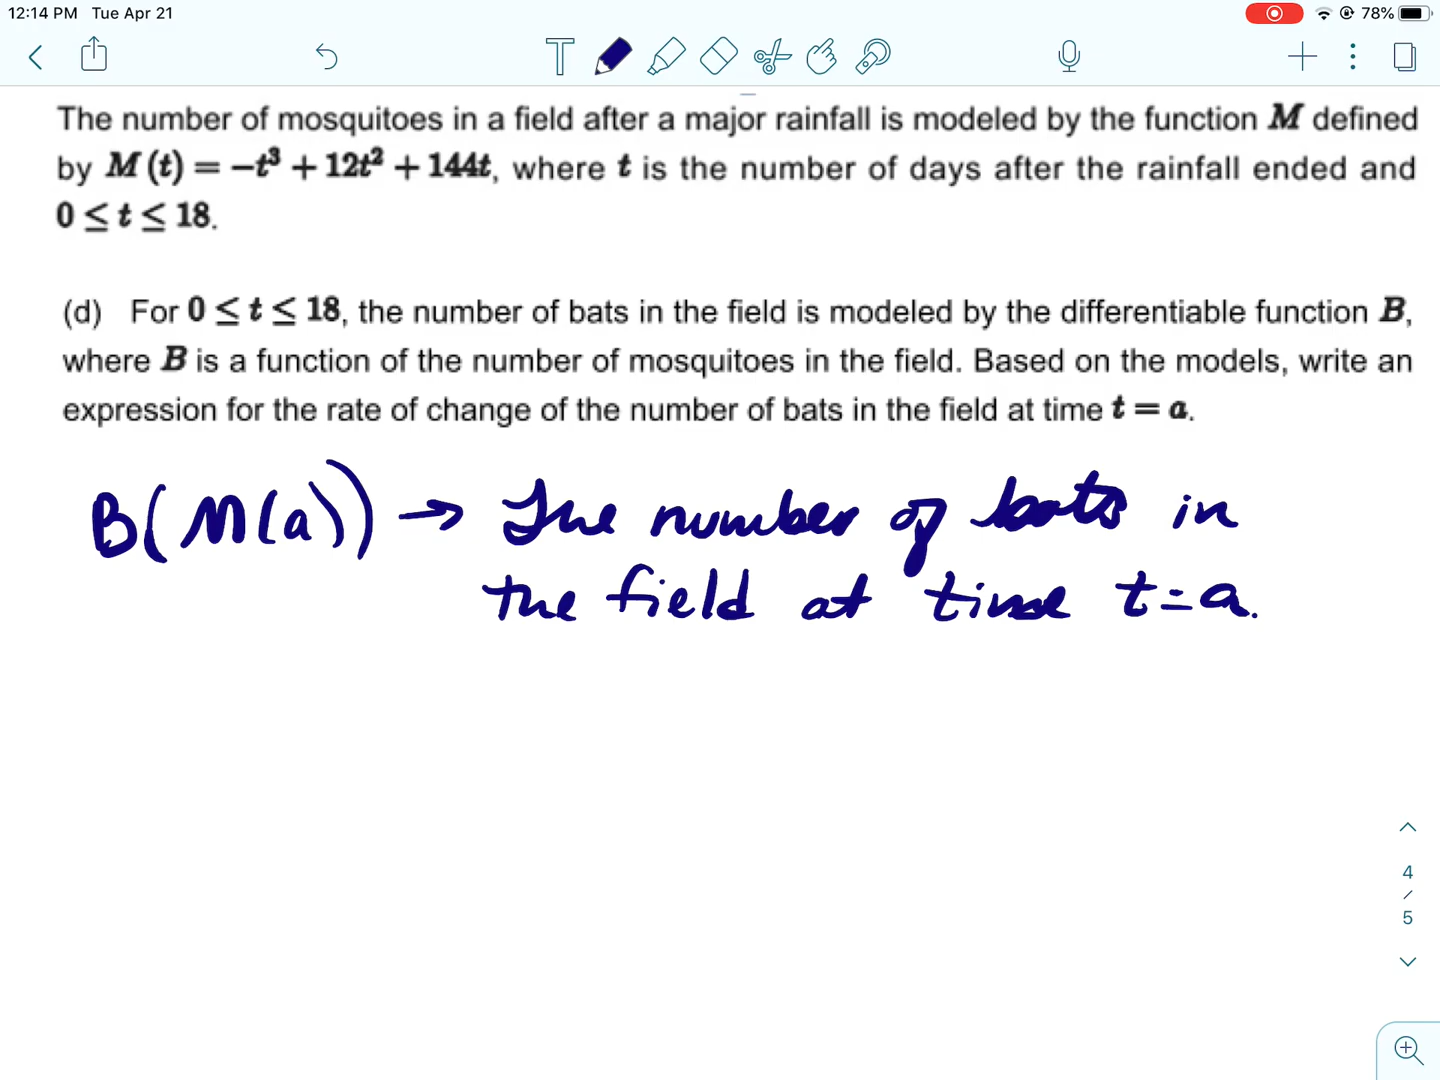 12:14 PM Tue Apr 21 78%
T
The number of mosquitoes in a field after a major rainfall is modeled by the function M defined
by M (t) = −t³ + 12t² + 144t, where t is the number of days after the rainfall ended and
0 ≤ t ≤ 18.
(d) For 0 ≤ t ≤ 18, the number of bats in the field is modeled by the differentiable function B,
where B is a function of the number of mosquitoes in the field. Based on the models, write an
expression for the rate of change of the number of bats in the field at time t = a.
B(M(a)) → The number of bats in
the field at time t=a.
4
/
5